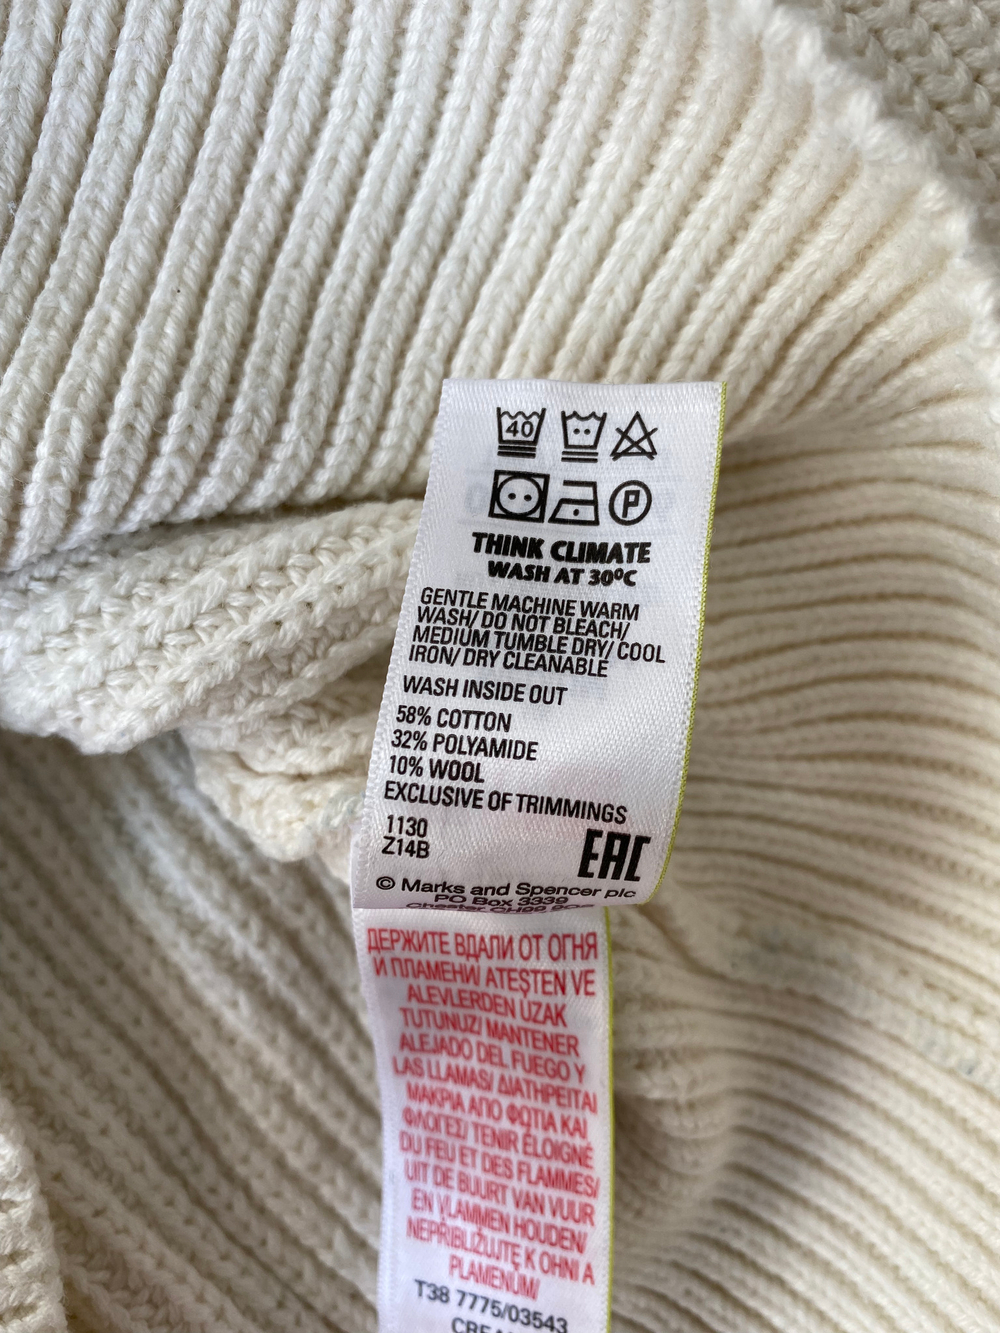 40
P
THINK CLIMATE
WASH AT 30ºC
GENTLE MACHINE WARM
WASH/ DO NOT BLEACH/
MEDIUM TUMBLE DRY/ COOL
IRON/ DRY CLEANABLE
WASH INSIDE OUT
58% COTTON
32% POLYAMIDE
10% WOOL
EXCLUSIVE OF TRIMMINGS
1130
Z14B
EAC
© Marks and Spencer plc
PO Box 3339
Chester CH99
ДЕРЖИТЕ ВДАЛИ ОТ ОГНЯ
И ПЛАМЕНИ/ ATEŞTEN VE
ALEVLERDEN UZAK
TUTUNUZ/ MANTENER
ALEJADO DEL FUEGO Y
LAS LLAMAS/ ΔΙΑΤΗΡΕΙΤΑΙ
ΜΑΚΡΙΑ ΑΠΟ ΦΩΤΙΑ ΚΑΙ
ΦΛΟΓΕΣ/ TENIR ÉLOIGNÉ
DU FEU ET DES FLAMMES/
UIT DE BUURT VAN VUUR
EN VLAMMEN HOUDEN/
NEPŘIBLIŽUJTE K OHNI A
PLAMENŮM/
T38 7775/03543